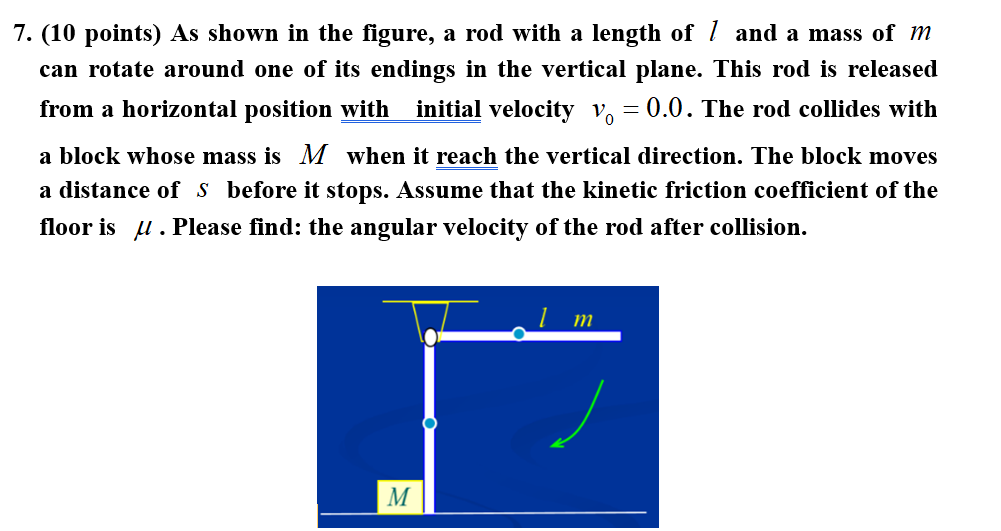 7. (10 points) As shown in the figure, a rod with a length of l and a mass of m
can rotate around one of its endings in the vertical plane. This rod is released
from a horizontal position with initial velocity v₀ = 0.0. The rod collides with
a block whose mass is M when it reach the vertical direction. The block moves
a distance of s before it stops. Assume that the kinetic friction coefficient of the
floor is μ. Please find: the angular velocity of the rod after collision.
l m
M